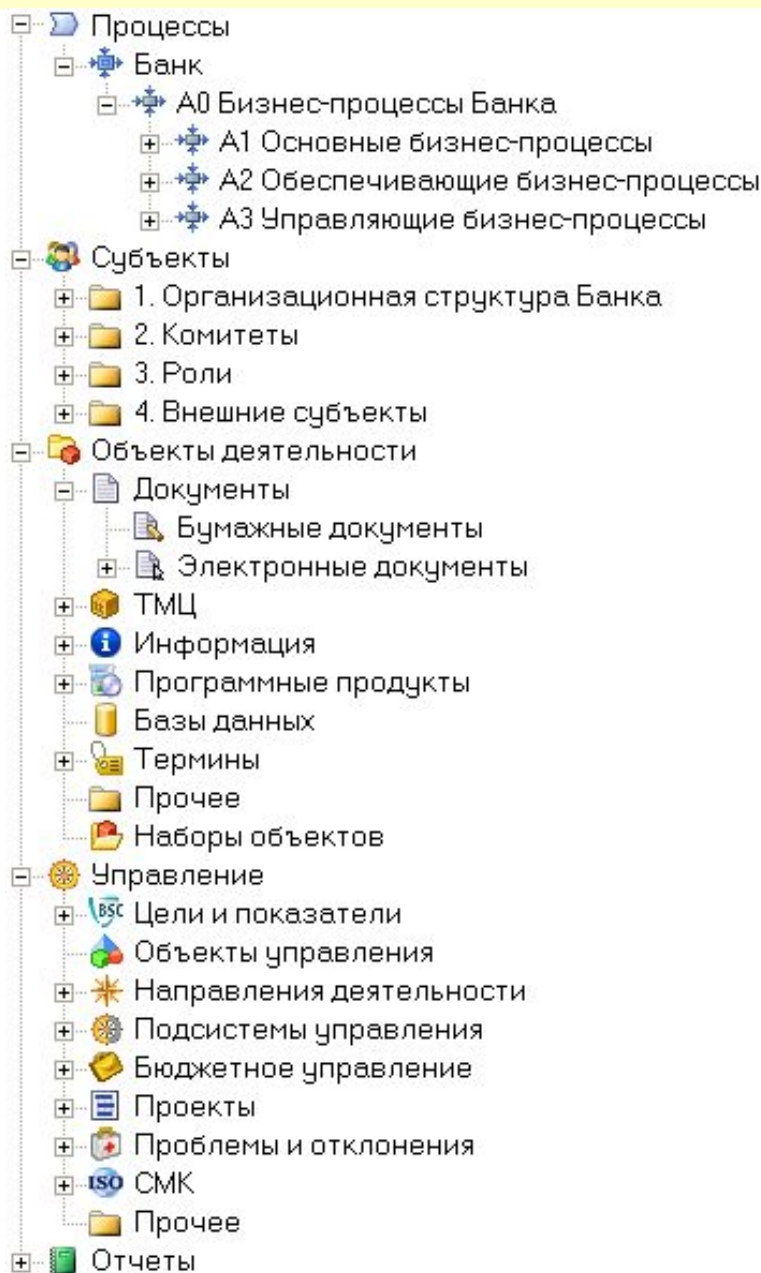 Процессы
Банк
А0 Бизнес-процессы Банка
А1 Основные бизнес-процессы
А2 Обеспечивающие бизнес-процессы
А3 Управляющие бизнес-процессы
Субъекты
1. Организационная структура Банка
2. Комитеты
3. Роли
4. Внешние субъекты
Объекты деятельности
Документы
Бумажные документы
Электронные документы
ТМЦ
Информация
Программные продукты
Базы данных
Термины
Прочее
Наборы объектов
Управление
BSC Цели и показатели
Объекты управления
Направления деятельности
Подсистемы управления
Бюджетное управление
Проекты
Проблемы и отклонения
ISO СМК
Прочее
Отчеты